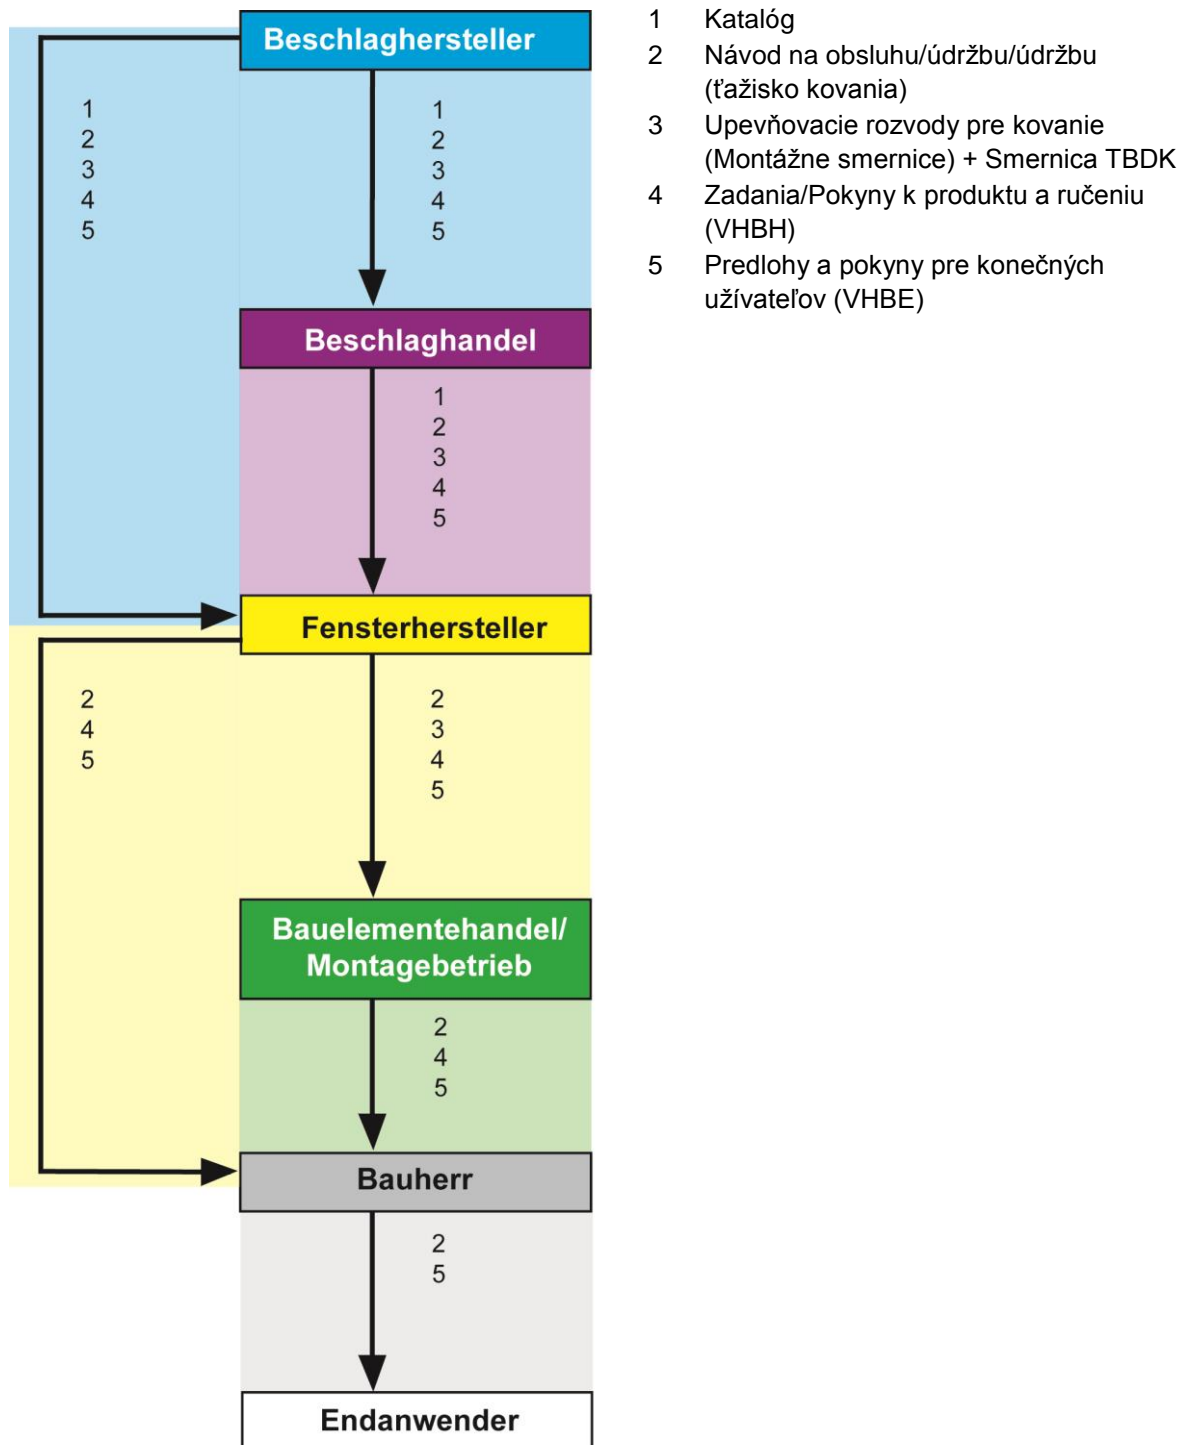 Beschlaghersteller
1
2
3
4
5
1
2
3
4
5
Beschlaghandel
1
2
3
4
5
Fensterhersteller
2
4
5
2
3
4
5
Bauelementehandel/
Montagebetrieb
2
4
5
Bauherr
2
5
Endanwender
1 Katalóg
2 Návod na obsluhu/údržbu/údržbu
(ťažisko kovania)
3 Upevňovacie rozvody pre kovanie
(Montážne smernice) + Smernica TBDK
4 Zadania/Pokyny k produktu a ručeniu
(VHBH)
5 Predlohy a pokyny pre konečných
užívateľov (VHBE)